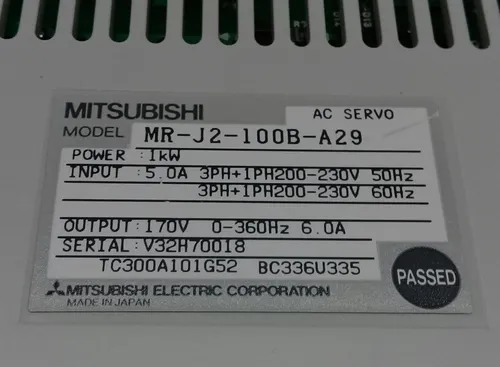 MITSUBISHI AC SERVO
MODEL MR-J2-100B-A29
POWER : 1kW
INPUT : 5.0A 3PH+1PH200-230V 50Hz
3PH+1PH200-230V 60Hz
OUTPUT: 170V 0-360Hz 6.0A
SERIAL: V32H70018
TC300A101G52 BC336U335
PASSED
MITSUBISHI ELECTRIC CORPORATION
MADE IN JAPAN